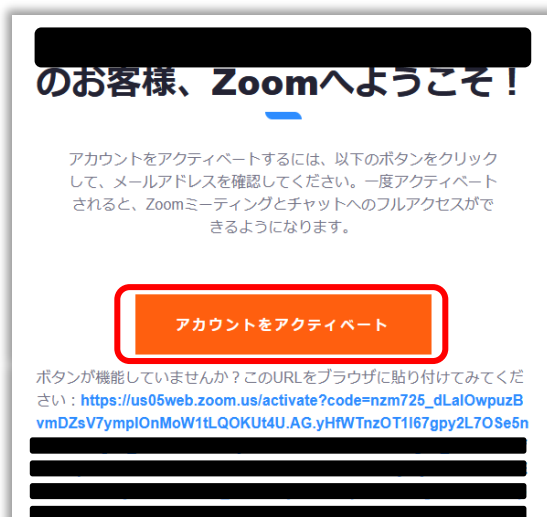 のお客様、Zoomへようこそ！
アカウントをアクティベートするには、以下のボタンをクリック
して、メールアドレスを確認してください。一度アクティベート
されると、Zoomミーティングとチャットへのフルアクセスがで
きるようになります。
アカウントをアクティベート
ボタンが機能していませんか？このURLをブラウザに貼り付けてみてくだ
さい：https://us05web.zoom.us/activate?code=nzm725_dLaIOwpuzB
vmDZsV7ympIOnMoW1tLQOKUt4U.AG.yHfWTnzOT1I67gpy2L7OSe5n